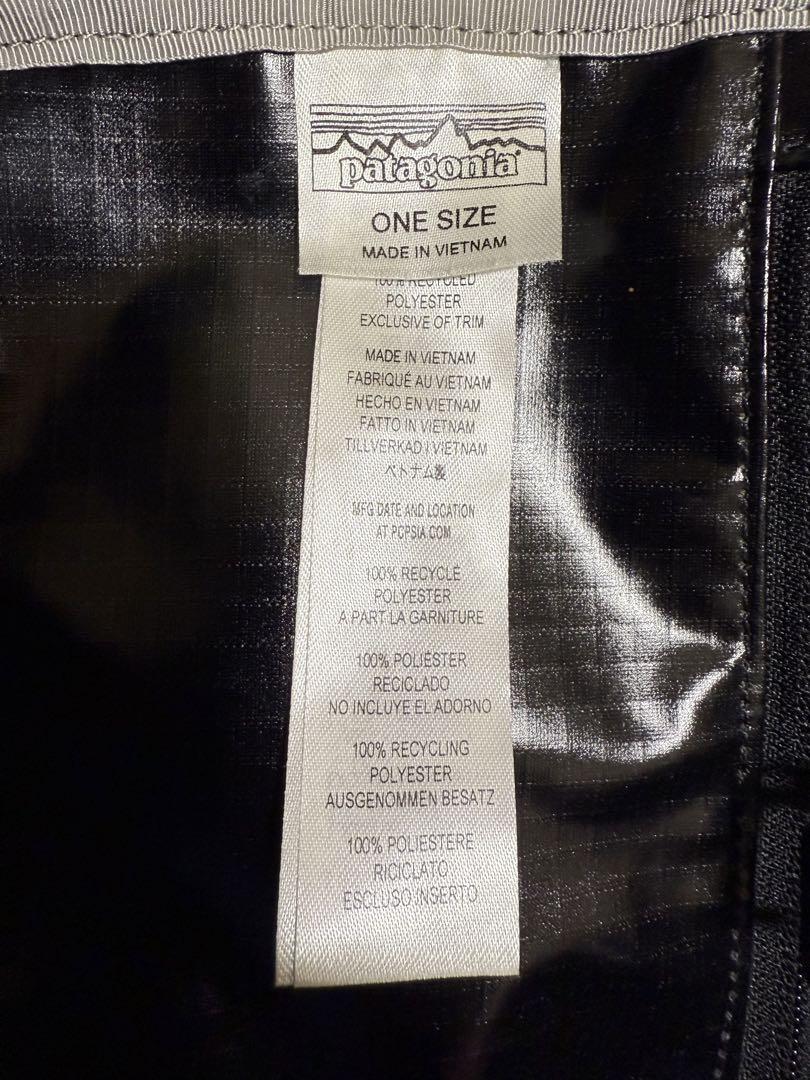 patagonia
ONE SIZE
MADE IN VIETNAM
100% RECYCLED
POLYESTER
EXCLUSIVE OF TRIM
MADE IN VIETNAM
FABRIQUÉ AU VIETNAM
HECHO EN VIETNAM
FATTO IN VIETNAM
TILLVERKAD I VIETNAM
ベトナム製
MFG DATE AND LOCATION
AT PCPSIA.COM
100% RECYCLÉ
POLYESTER
A PART LA GARNITURE
100% POLIÉSTER
RECICLADO
NO INCLUYE EL ADORNO
100% RECYCLING
POLYESTER
AUSGENOMMEN BESATZ
100% POLIESTERE
RICICLATO
ESCLUSO INSERTO